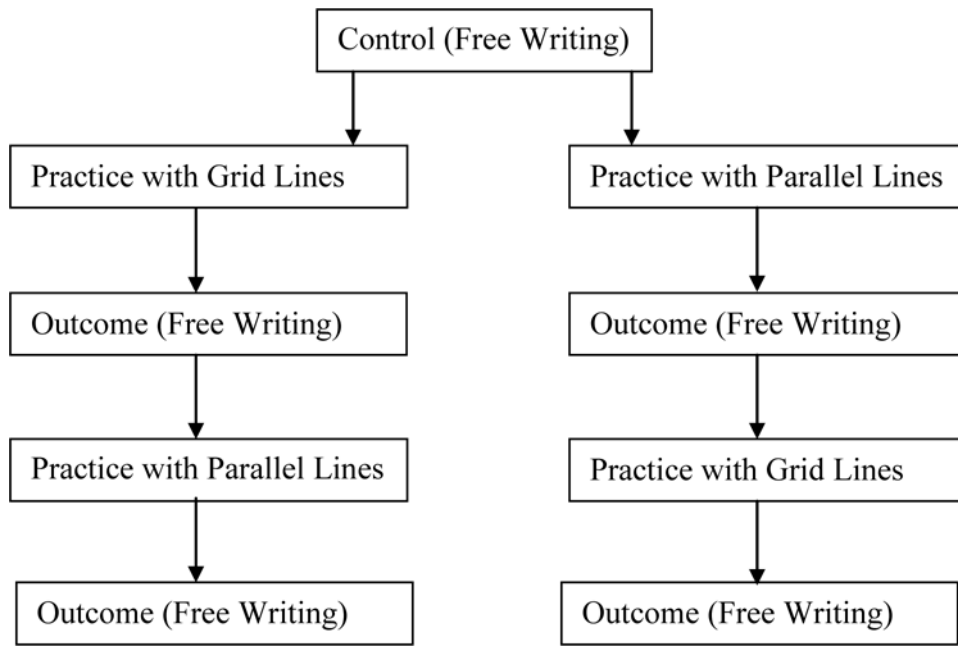 Control (Free Writing)
Practice with Grid Lines
Practice with Parallel Lines
Outcome (Free Writing)
Outcome (Free Writing)
Practice with Parallel Lines
Practice with Grid Lines
Outcome (Free Writing)
Outcome (Free Writing)